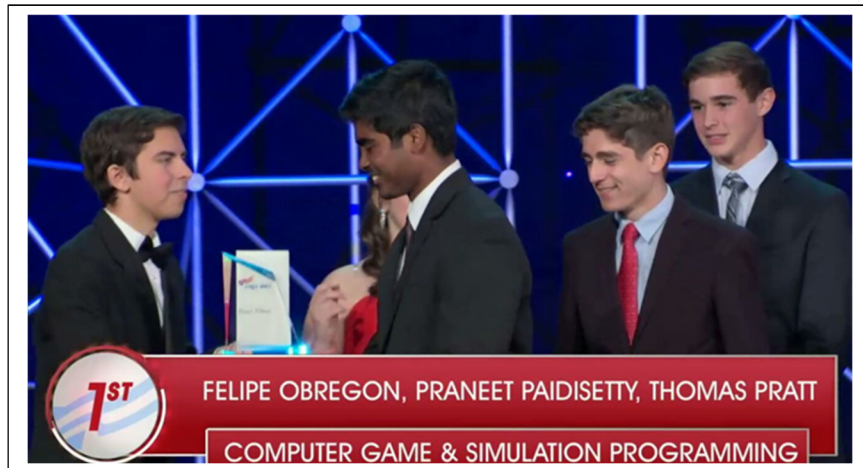 1ST
FELIPE OBREGON, PRANEET PAIDISETTY, THOMAS PRATT
COMPUTER GAME & SIMULATION PROGRAMMING